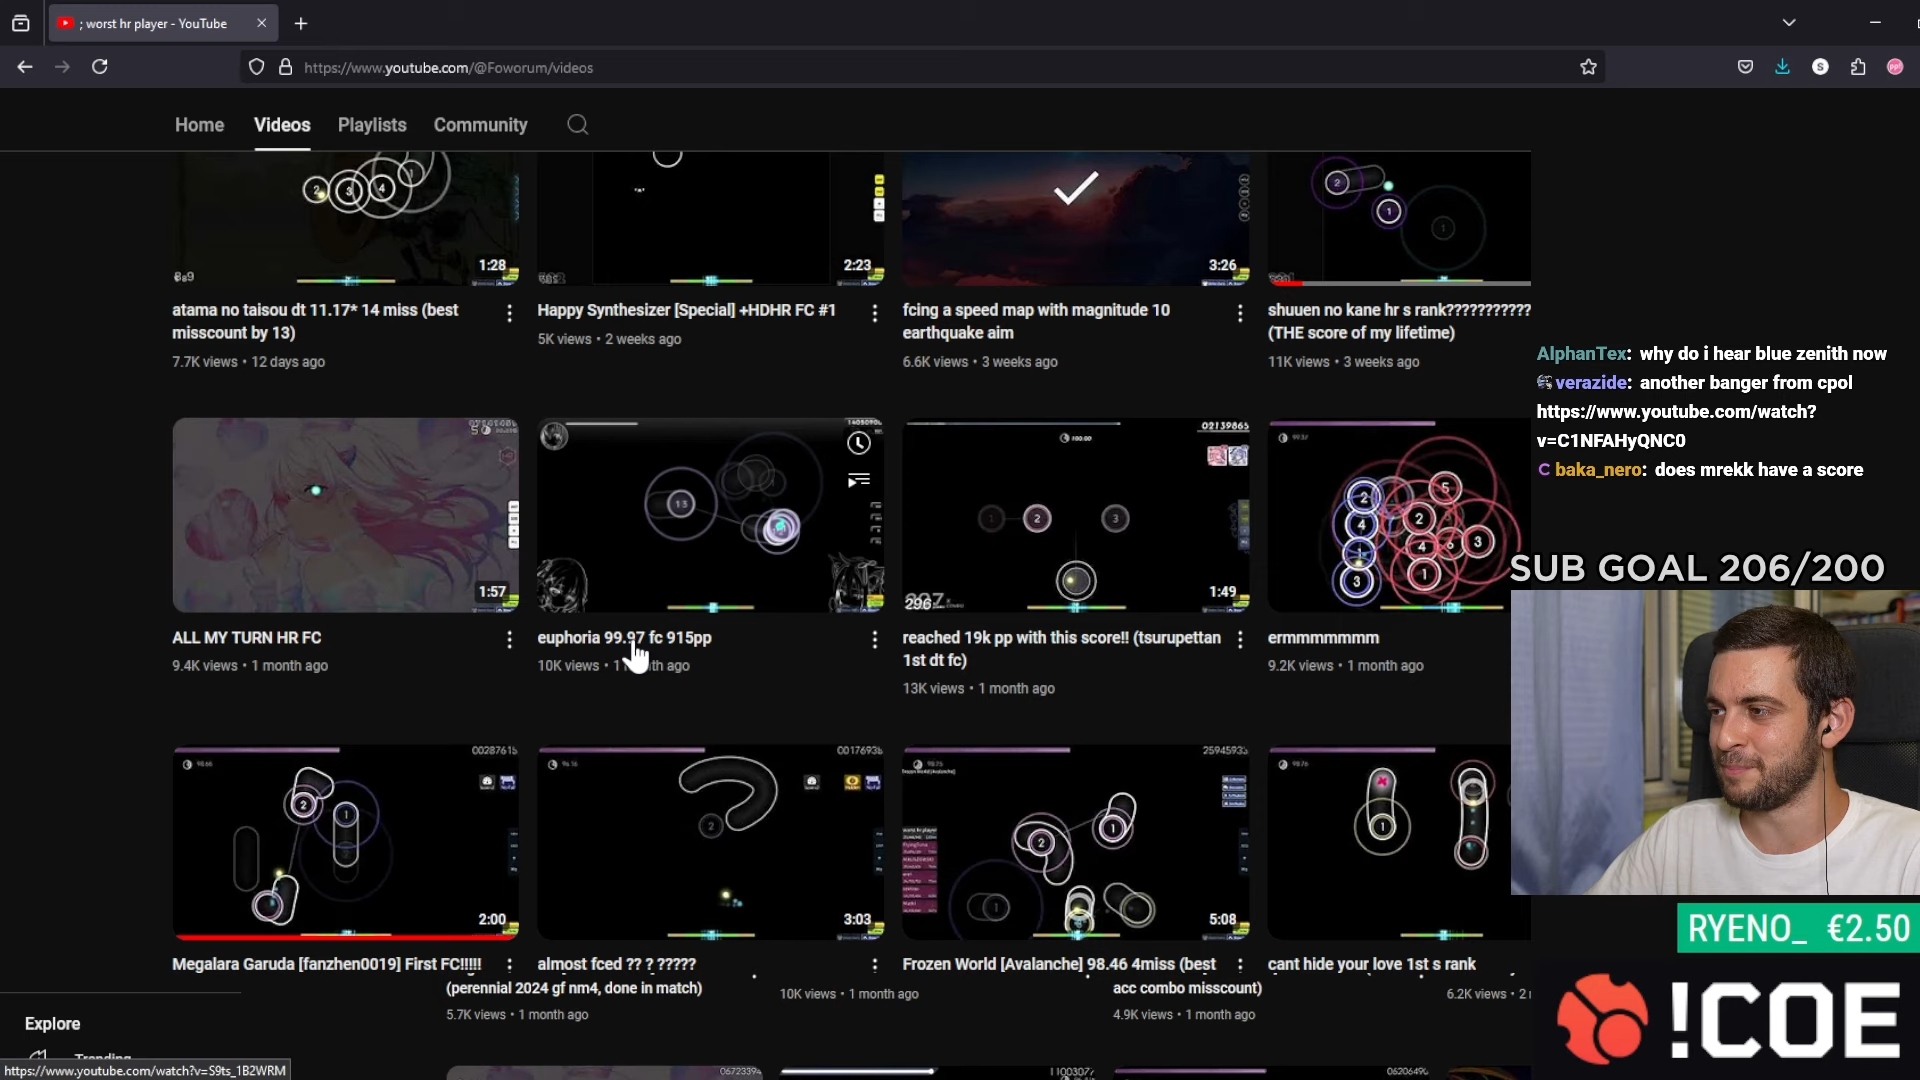 ; worst hr player - YouTube
https://www.youtube.com/@Foworum/videos
Home Videos Playlists Community
1:28
2:23
3:26
atama no taisou dt 11.17* 14 miss (best
misscount by 13)
7.7K views • 12 days ago
Happy Synthesizer [Special] +HDHR FC #1
5K views • 2 weeks ago
fcing a speed map with magnitude 10
earthquake aim
6.6K views • 3 weeks ago
shuuen no kane hr s rank???????????
(THE score of my lifetime)
11K views • 3 weeks ago
AlphanTex: why do i hear blue zenith now
verazide: another banger from cpol
https://www.youtube.com/watch?
v=C1NFAHyQNC0
baka_nero: does mrekk have a score
1:57
1:49
ALL MY TURN HR FC
9.4K views • 1 month ago
euphoria 99.97 fc 915pp
10K views •
reached 19k pp with this score!! (tsurupettan
1st dt fc)
13K views • 1 month ago
ermmmmmmm
9.2K views • 1 month ago
SUB GOAL 206/200
2:00
3:03
5:08
Megalara Garuda [fanzhen0019] First FC!!!!!
almost fced ?? ? ?????
(perennial 2024 gf nm4, done in match)
5.7K views • 1 month ago
10K views • 1 month ago
Frozen World [Avalanche] 98.46 4miss (best
acc combo misscount)
4.9K views • 1 month ago
cant hide your love 1st s rank
6.2K views •
RYENO_ €2.50
!COE
Explore
Trending
https://www.youtube.com/watch?v=S9ts_1B2WRM